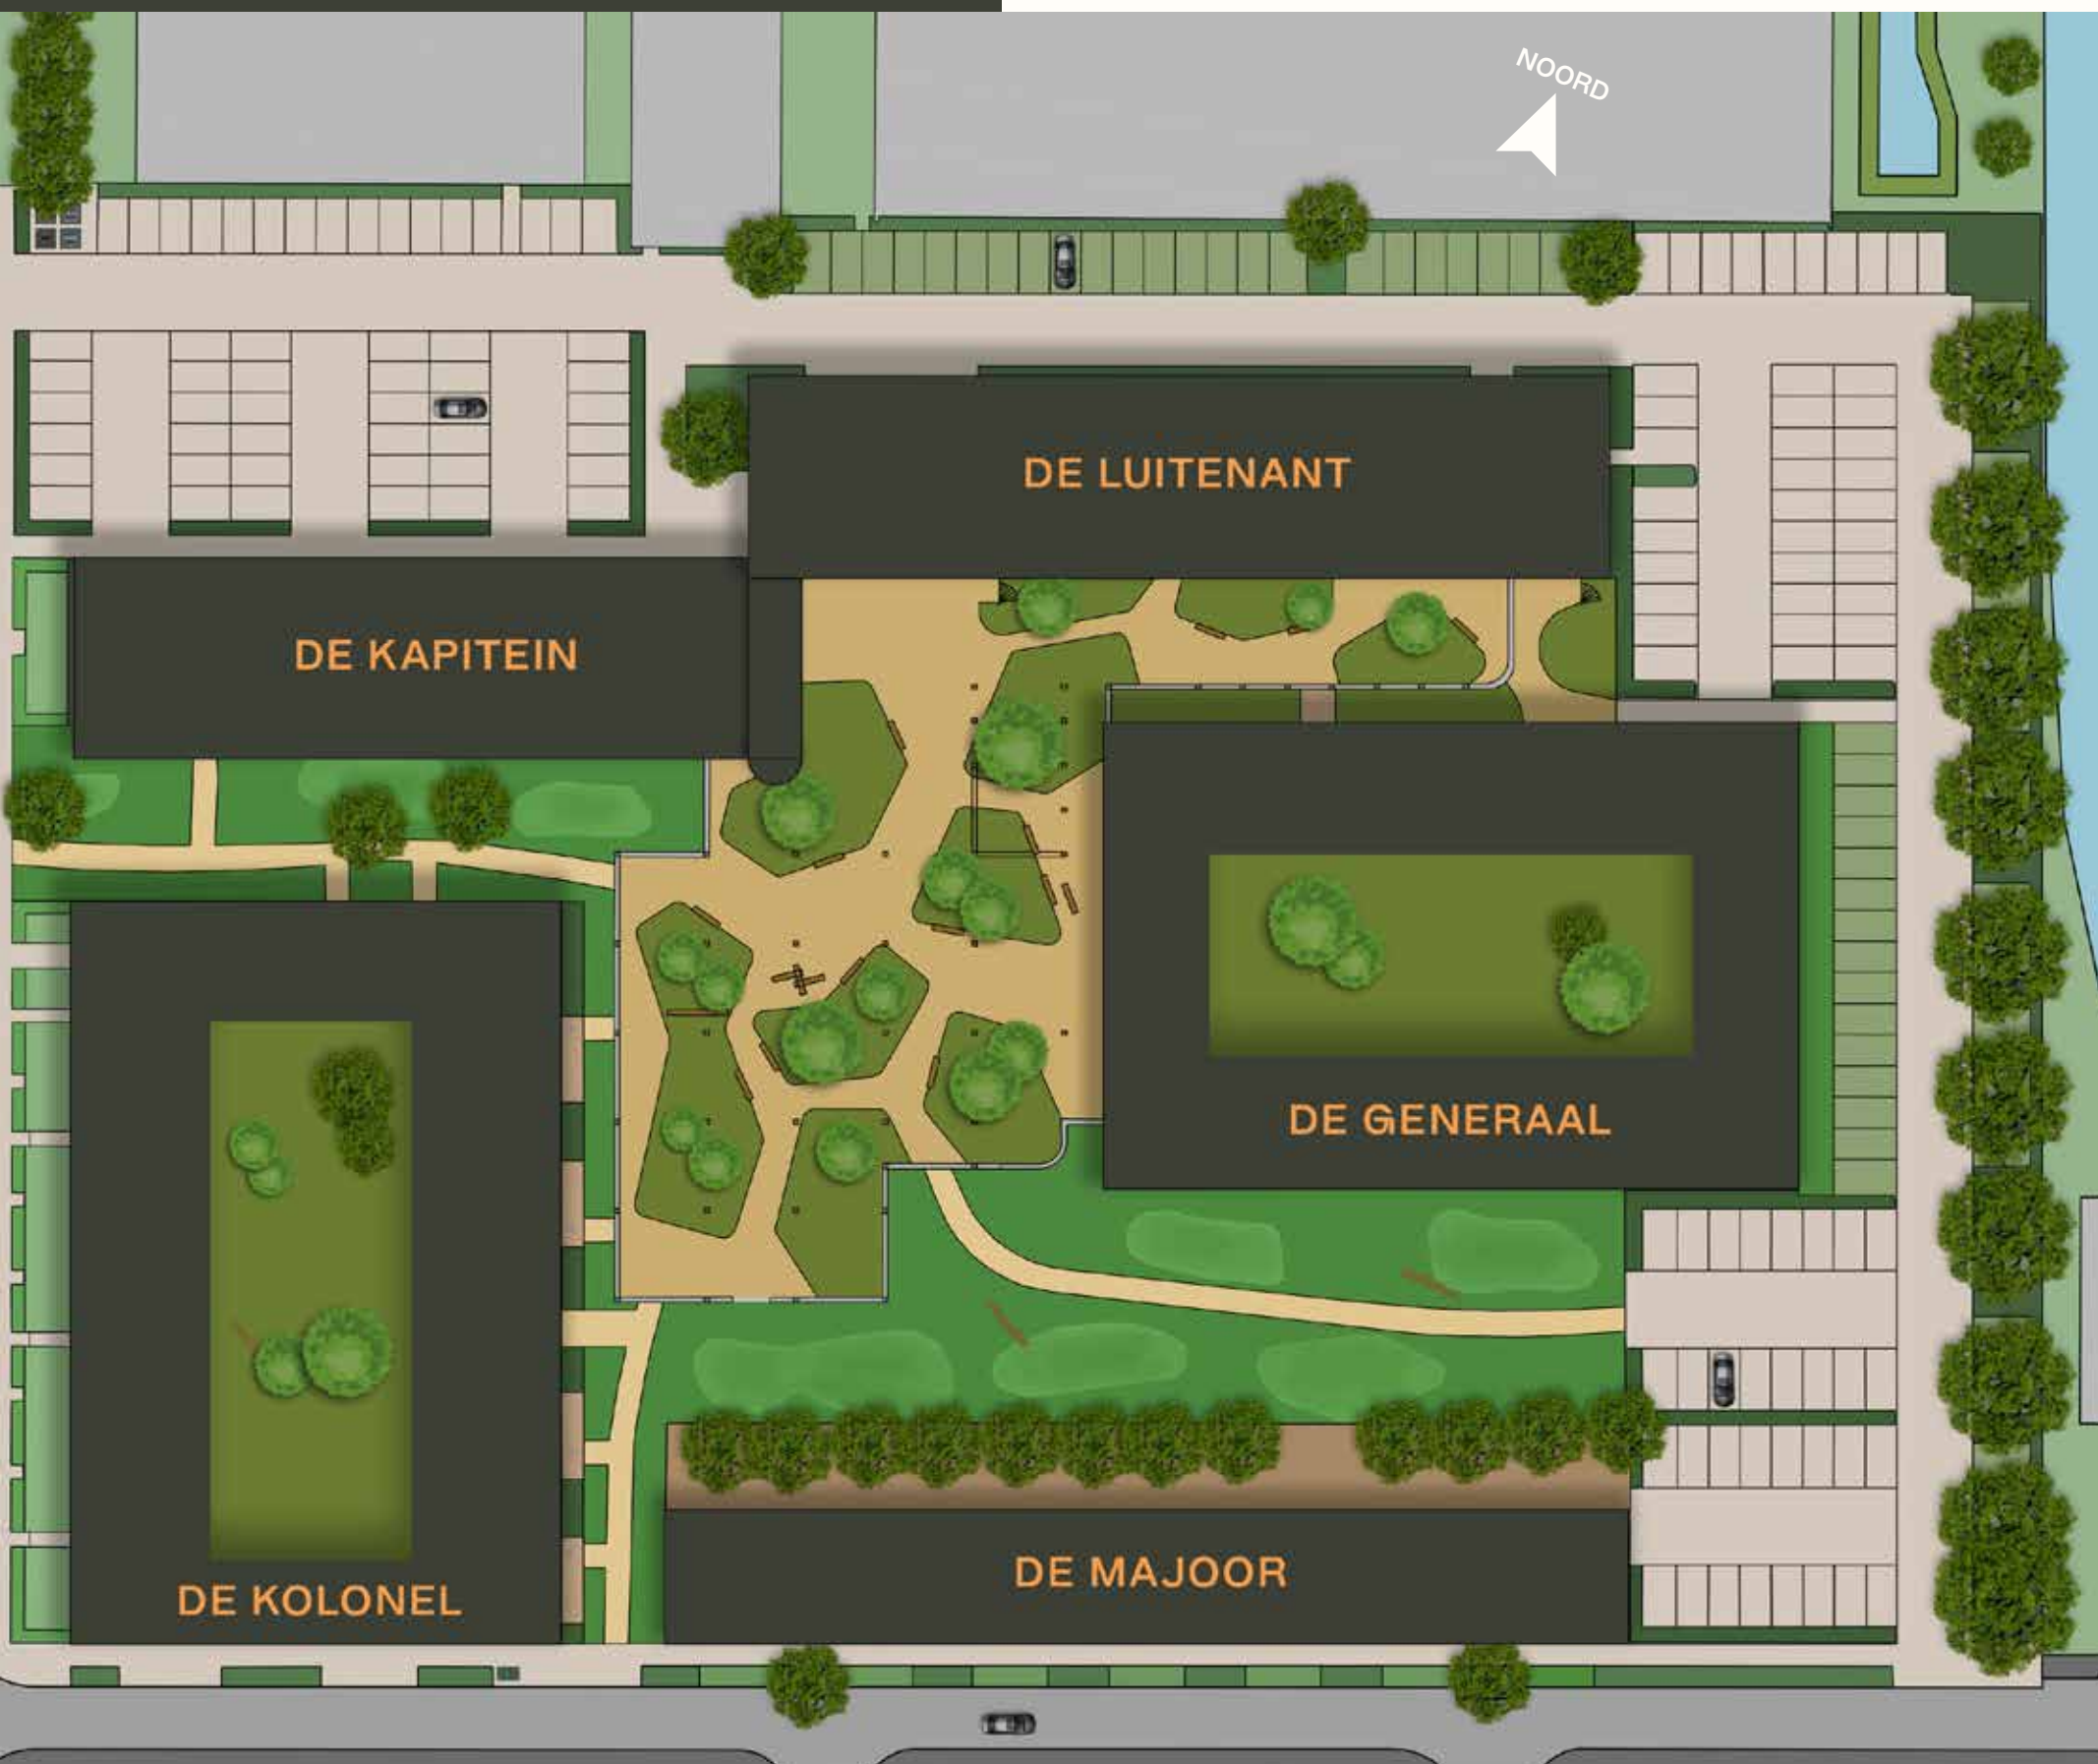 NOORD
DE LUITENANT
DE KAPITEIN
DE GENERAAL
DE MAJOOR
DE KOLONEL